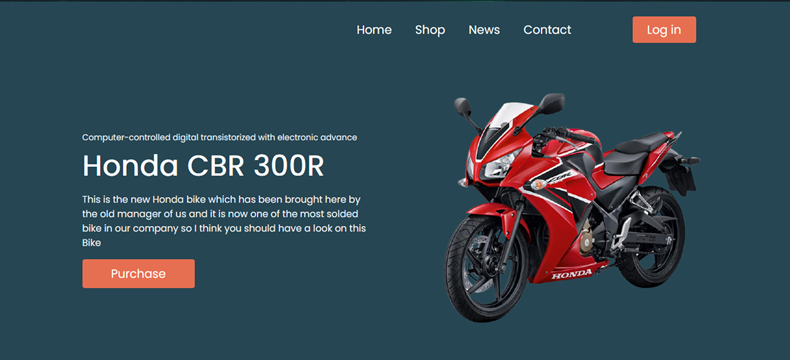 Home Shop News Contact Log in
Computer-controlled digital transistorized with electronic advance
Honda CBR 300R
This is the new Honda bike which has been brought here by
the old manager of us and it is now one of the most solded
bike in our company so I think you should have a look on this
Bike
Purchase
CBR
HONDA